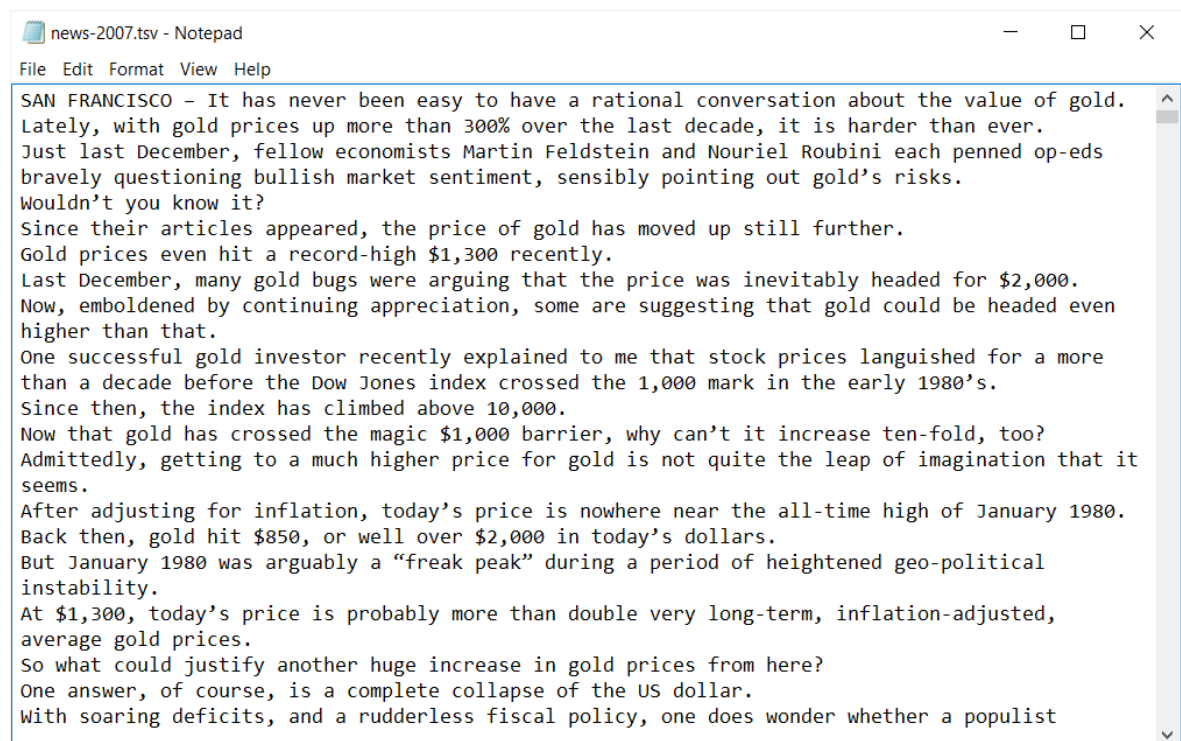 news-2007.tsv - Notepad
File Edit Format View Help
SAN FRANCISCO – It has never been easy to have a rational conversation about the value of gold.
Lately, with gold prices up more than 300% over the last decade, it is harder than ever.
Just last December, fellow economists Martin Feldstein and Nouriel Roubini each penned op-eds
bravely questioning bullish market sentiment, sensibly pointing out gold’s risks.
Wouldn’t you know it?
Since their articles appeared, the price of gold has moved up still further.
Gold prices even hit a record-high $1,300 recently.
Last December, many gold bugs were arguing that the price was inevitably headed for $2,000.
Now, emboldened by continuing appreciation, some are suggesting that gold could be headed even
higher than that.
One successful gold investor recently explained to me that stock prices languished for a more
than a decade before the Dow Jones index crossed the 1,000 mark in the early 1980’s.
Since then, the index has climbed above 10,000.
Now that gold has crossed the magic $1,000 barrier, why can’t it increase ten-fold, too?
Admittedly, getting to a much higher price for gold is not quite the leap of imagination that it
seems.
After adjusting for inflation, today’s price is nowhere near the all-time high of January 1980.
Back then, gold hit $850, or well over $2,000 in today’s dollars.
But January 1980 was arguably a “freak peak” during a period of heightened geo-political
instability.
At $1,300, today’s price is probably more than double very long-term, inflation-adjusted,
average gold prices.
So what could justify another huge increase in gold prices from here?
One answer, of course, is a complete collapse of the US dollar.
With soaring deficits, and a rudderless fiscal policy, one does wonder whether a populist